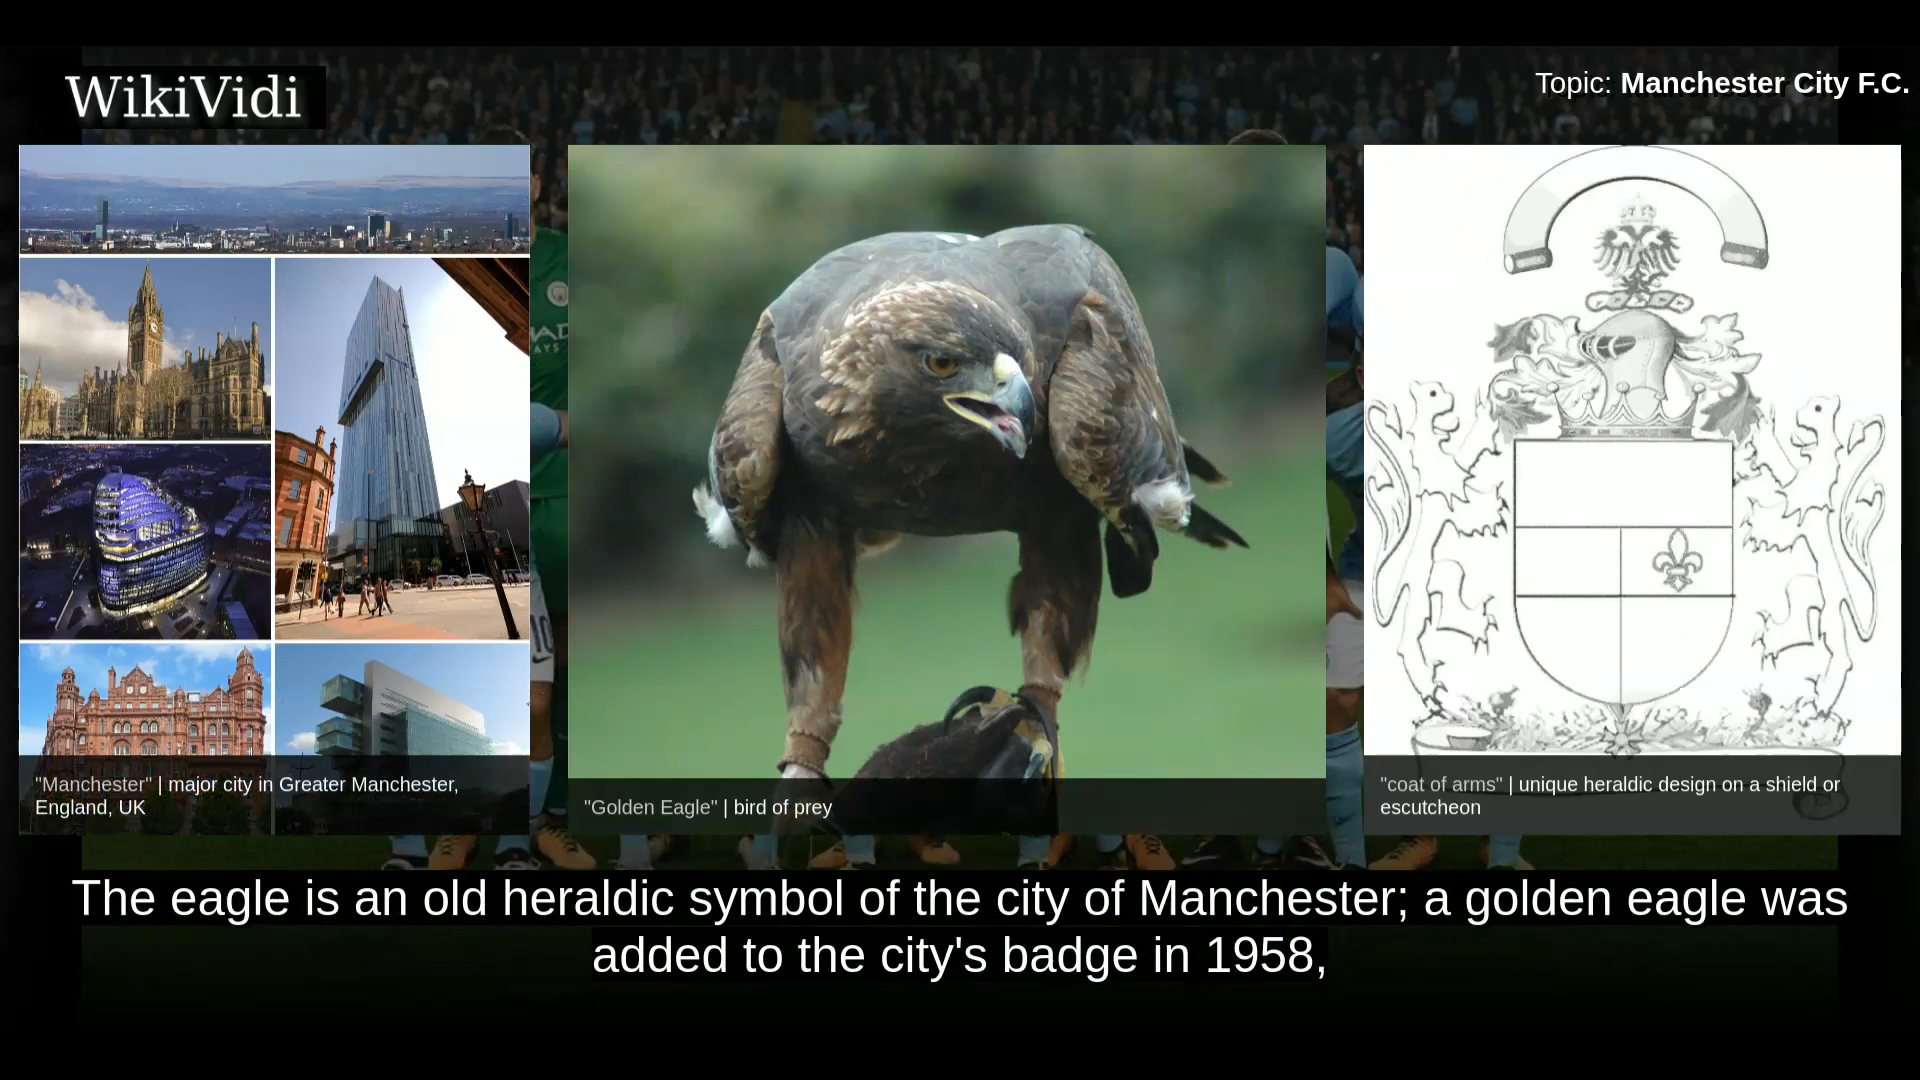 WikiVidi
Topic: Manchester City F.C.
"Manchester" | major city in Greater Manchester,
England, UK
"Golden Eagle" | bird of prey
"coat of arms" | unique heraldic design on a shield or
escutcheon
The eagle is an old heraldic symbol of the city of Manchester; a golden eagle was
added to the city's badge in 1958,